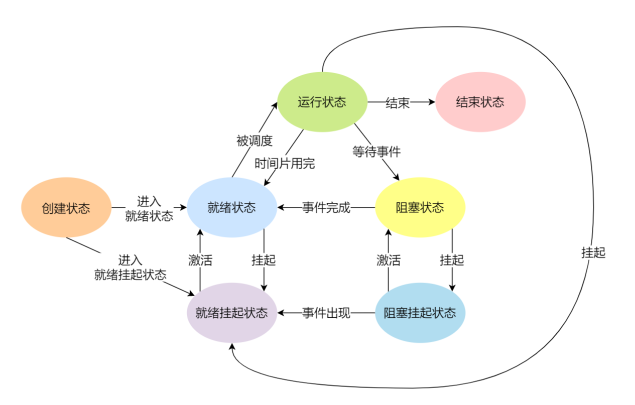 运行状态
结束
结束状态
被调度
时间片用完
等待事件
创建状态
进入
就绪状态
就绪状态
事件完成
阻塞状态
进入
就绪挂起状态
激活
挂起
激活
挂起
挂起
就绪挂起状态
事件出现
阻塞挂起状态